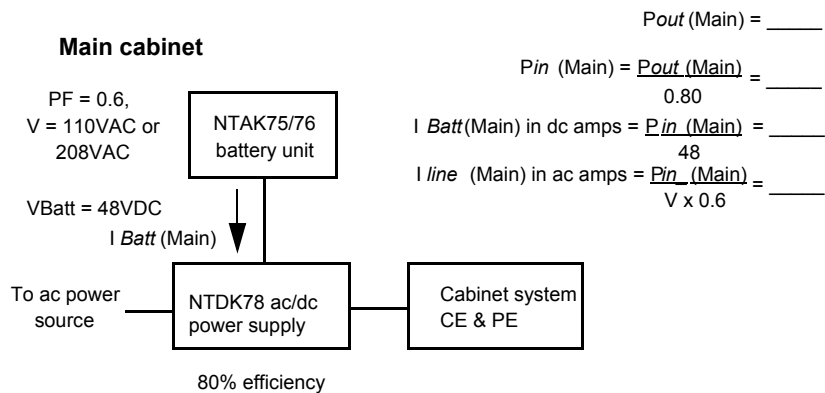 Main cabinet
PF = 0.6,
V = 110VAC or
208VAC
NTAK75/76
battery unit
VBatt = 48VDC
I Batt (Main)
To ac power
source
NTDK78 ac/dc
power supply
Cabinet system
CE & PE
80% efficiency
Pout (Main) = _____
Pin (Main) = Pout (Main) = _____
0.80
I Batt(Main) in dc amps = Pin (Main) = _____
48
I line (Main) in ac amps = Pin_ (Main) = _____
V x 0.6